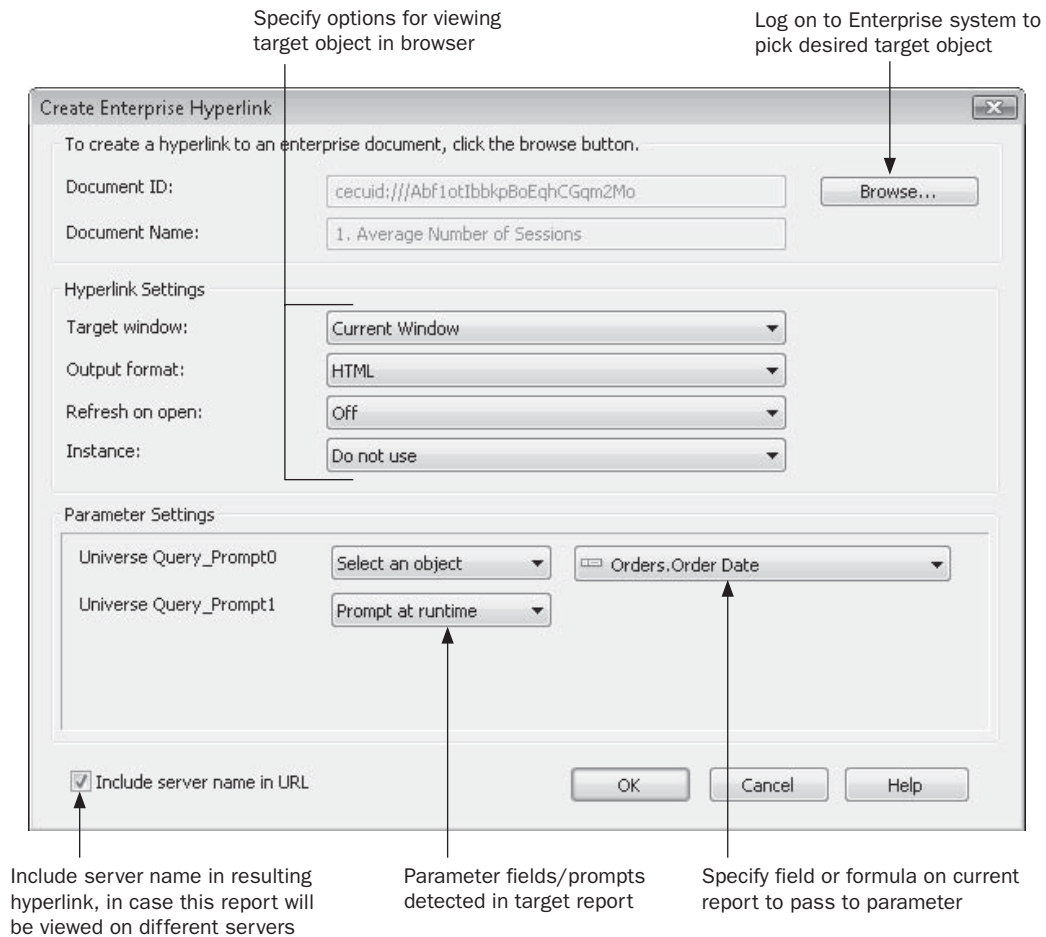 Specify options for viewing
target object in browser
Log on to Enterprise system to
pick desired target object
Create Enterprise Hyperlink
To create a hyperlink to an enterprise document, click the browse button.
Document ID:
cecuid:///Abf1otIbbkpBoEqhCGqm2Mo
Browse...
Document Name:
1. Average Number of Sessions
Hyperlink Settings
Target window:
Current Window
Output format:
HTML
Refresh on open:
Off
Instance:
Do not use
Parameter Settings
Universe Query_Prompt0
Select an object
Orders.Order Date
Universe Query_Prompt1
Prompt at runtime
Include server name in URL
OK
Cancel
Help
Include server name in resulting
hyperlink, in case this report will
be viewed on different servers
Parameter fields/prompts
detected in target report
Specify field or formula on current
report to pass to parameter